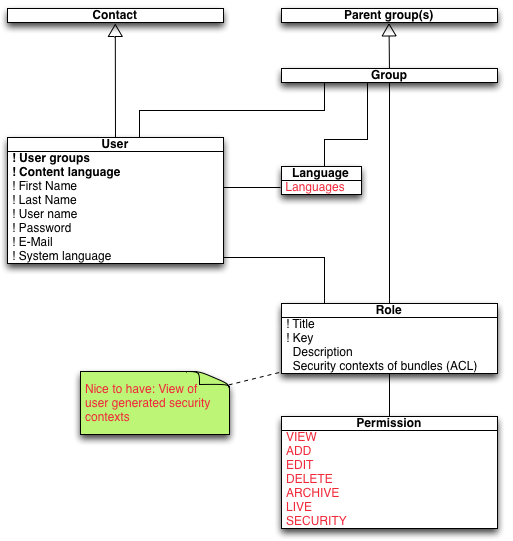 Contact
Parent group(s)
Group
User
! User groups
! Content language
! First Name
! Last Name
! User name
! Password
! E-Mail
! System language
Language
Languages
Role
! Title
! Key
Description
Security contexts of bundles (ACL)
Nice to have: View of
user generated security
contexts
Permission
VIEW
ADD
EDIT
DELETE
ARCHIVE
LIVE
SECURITY